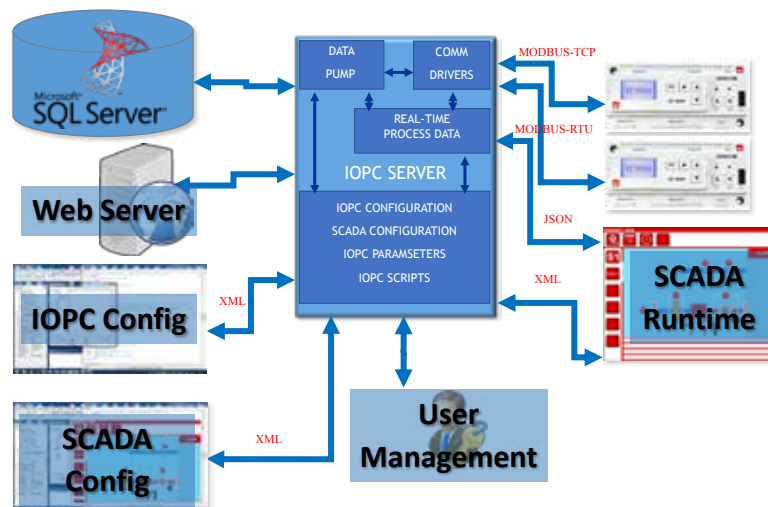 Microsoft®
SQL Server®
Web Server
IOPC Config
SCADA
Config
XML
XML
DATA
PUMP
COMM
DRIVERS
REAL-TIME
PROCESS DATA
IOPC SERVER
IOPC CONFIGURATION
SCADA CONFIGURATION
IOPC PARAMSETERS
IOPC SCRIPTS
User
Management
MODBUS-TCP
MODBUS-RTU
JSON
XML
SCADA
Runtime